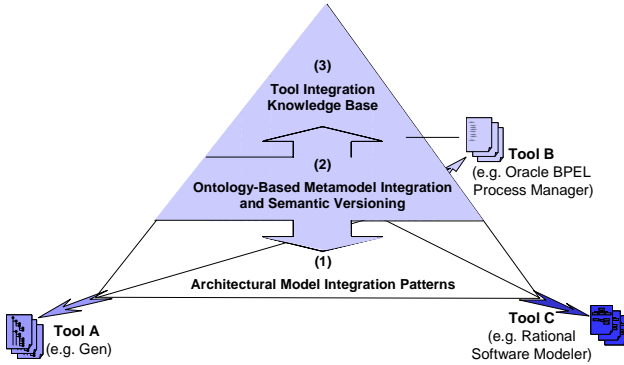 (3)
Tool Integration
Knowledge Base
(2)
Ontology-Based Metamodel Integration
and Semantic Versioning
Tool B
(e.g. Oracle BPEL
Process Manager)
(1)
Architectural Model Integration Patterns
Tool A
(e.g. Gen)
Tool C
(e.g. Rational
Software Modeler)